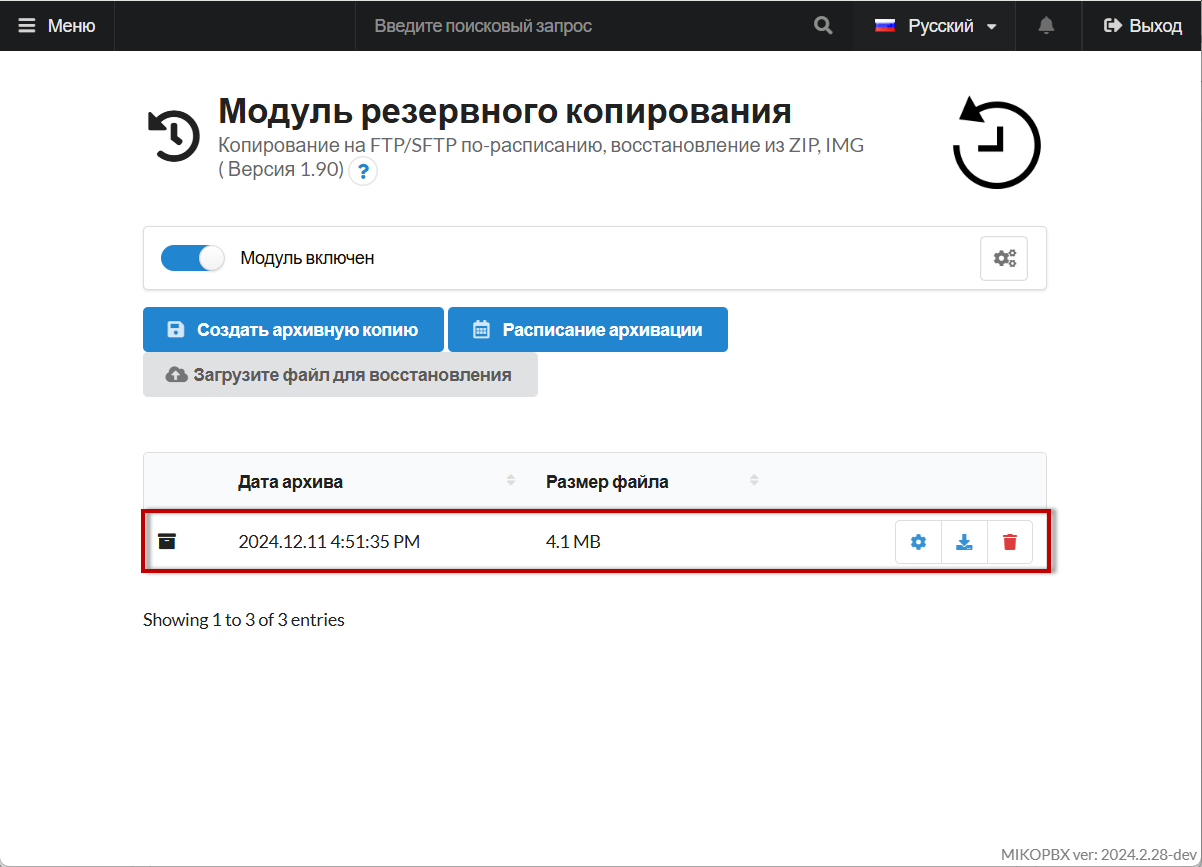 Меню
Введите поисковый запрос
Русский
Выход
Модуль резервного копирования
Копирование на FTP/SFTP по-расписанию, восстановление из ZIP, IMG
( Версия 1.90) ?
Модуль включен
Создать архивную копию
Расписание архивации
Загрузите файл для восстановления
Дата архива Размер файла
2024.12.11 4:51:35 PM 4.1 MB
Showing 1 to 3 of 3 entries
MIKOPBX ver: 2024.2.28-dev